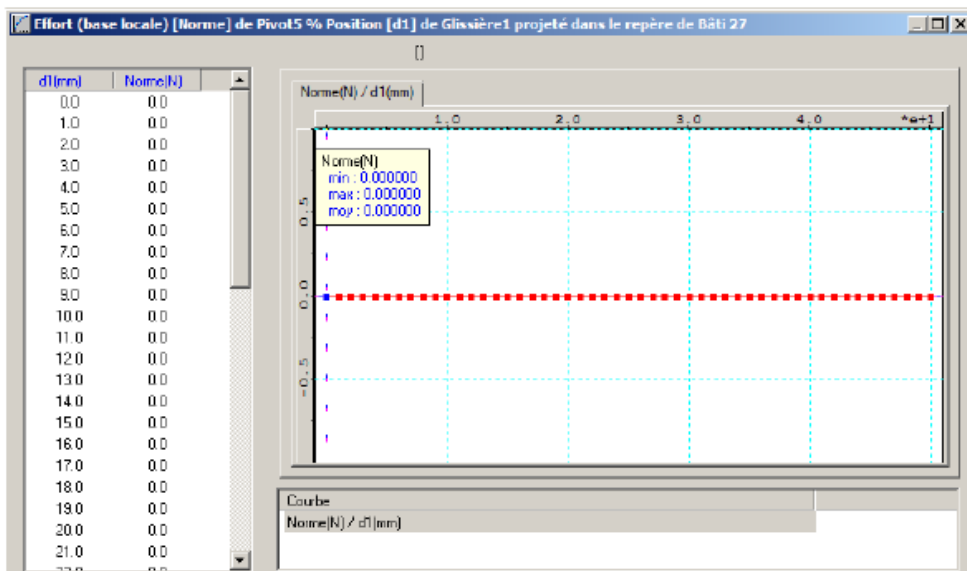 Effort (base locale) [Norme] de Pivot5 % Position [d1] de Glissière1 projeté dans le repère de Bâti 27
[]
d1(mm) Norme(N)
0.0 0.0
1.0 0.0
2.0 0.0
3.0 0.0
4.0 0.0
5.0 0.0
6.0 0.0
7.0 0.0
8.0 0.0
9.0 0.0
10.0 0.0
11.0 0.0
12.0 0.0
13.0 0.0
14.0 0.0
15.0 0.0
16.0 0.0
17.0 0.0
18.0 0.0
19.0 0.0
20.0 0.0
21.0 0.0
Norme(N) / d1(mm)
1.0 2.0 3.0 4.0 *e+1
Norme(N)
min : 0.000000
max : 0.000000
moy : 0.000000
0.5
0.0
-0.5
Courbe
Norme(N) / d1(mm)